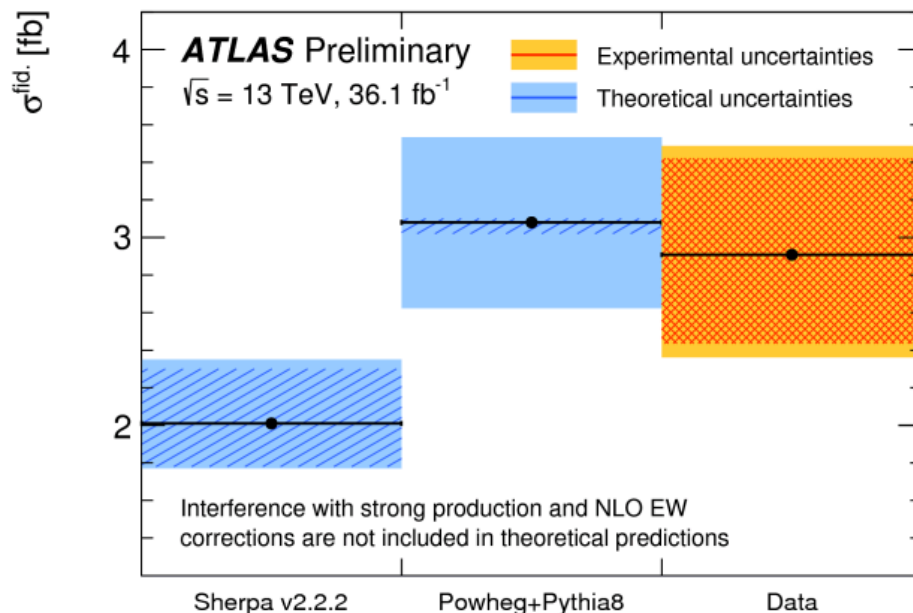 σfid. [fb]
4
3
2
ATLAS Preliminary
√s = 13 TeV, 36.1 fb-1
Experimental uncertainties
Theoretical uncertainties
Interference with strong production and NLO EW
corrections are not included in theoretical predictions
Sherpa v2.2.2
Powheg+Pythia8
Data